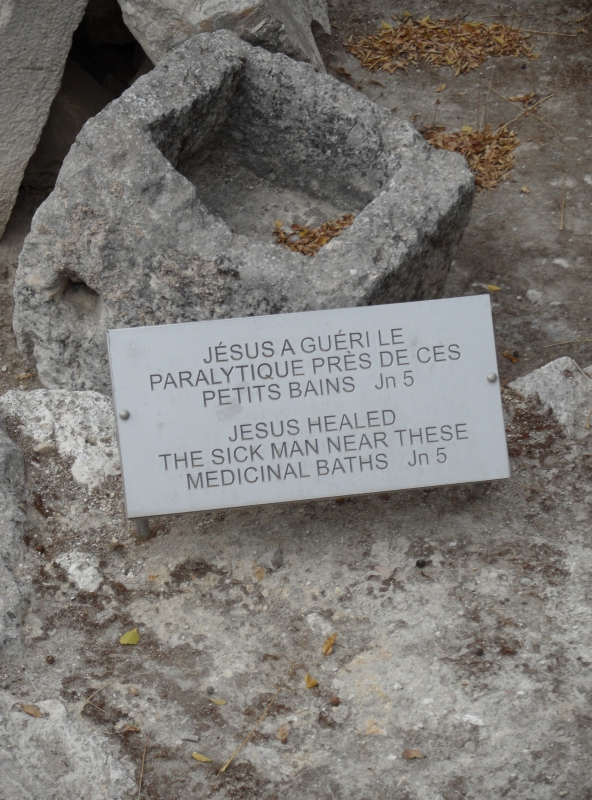 JÉSUS A GUÉRI LE
PARALYTIQUE PRÈS DE CES
PETITS BAINS Jn 5
JESUS HEALED
THE SICK MAN NEAR THESE
MEDICINAL BATHS Jn 5